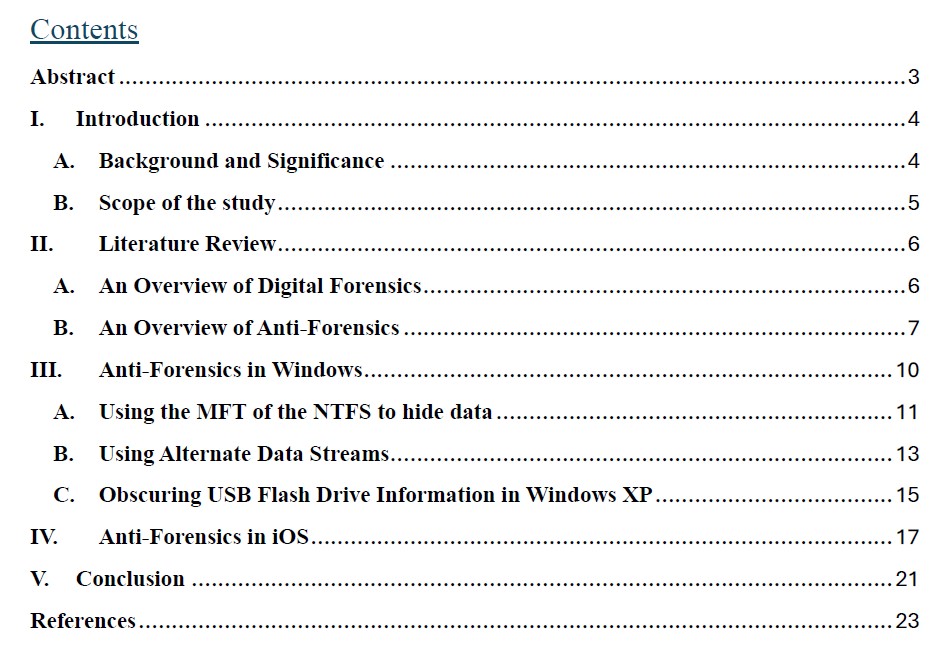 Contents
Abstract ........................................................................................................................ 3
I. Introduction ........................................................................................................... 4
A. Background and Significance ............................................................................... 4
B. Scope of the study................................................................................................ 5
II. Literature Review................................................................................................. 6
A. An Overview of Digital Forensics......................................................................... 6
B. An Overview of Anti-Forensics ............................................................................ 7
III. Anti-Forensics in Windows................................................................................ 10
A. Using the MFT of the NTFS to hide data ............................................................ 11
B. Using Alternate Data Streams............................................................................ 13
C. Obscuring USB Flash Drive Information in Windows XP.................................... 15
IV. Anti-Forensics in iOS........................................................................................ 17
V. Conclusion .......................................................................................................... 21
References................................................................................................................... 23